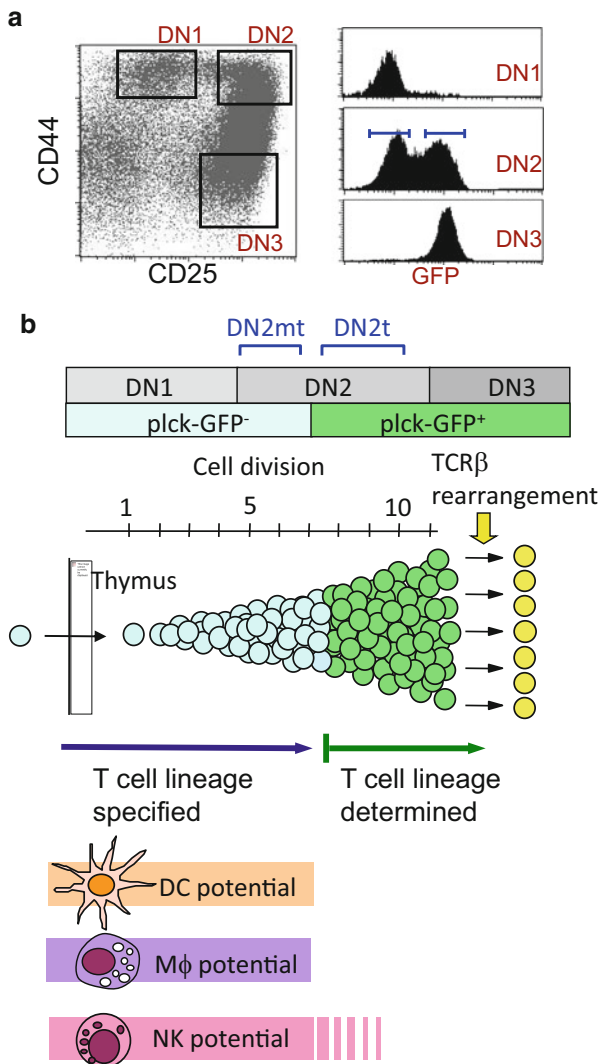 a
DN1
DN2
CD44
DN3
CD25
DN1
DN2
DN3
GFP
b
DN2mt
DN2t
DN1
DN2
DN3
plck-GFP-
plck-GFP+
Cell division
TCRβ
rearrangement
1
5
10
Thymus
T cell lineage
specified
T cell lineage
determined
DC potential
Mϕ potential
NK potential